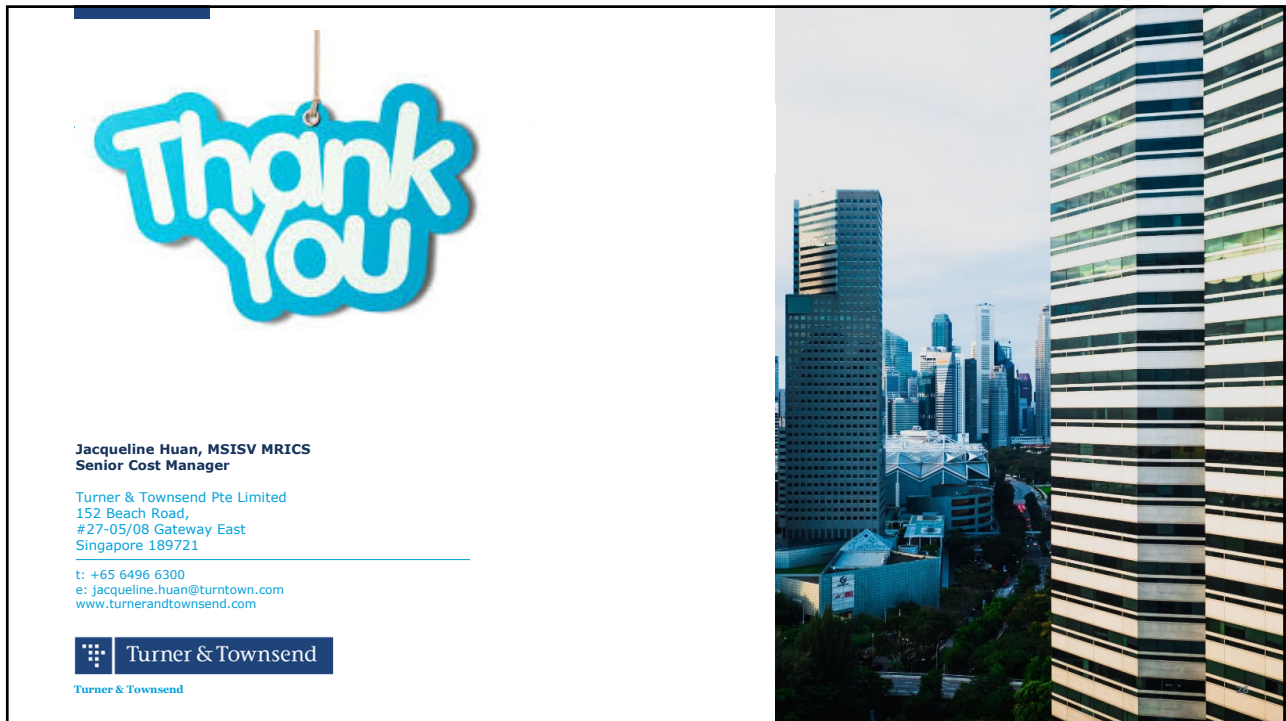 Thank
You
Jacqueline Huan, MSISV MRICS
Senior Cost Manager
Turner & Townsend Pte Limited
152 Beach Road,
#27-05/08 Gateway East
Singapore 189721
t: +65 6496 6300
e: jacqueline.huan@turntown.com
www.turnerandtownsend.com
Turner & Townsend
Turner & Townsend